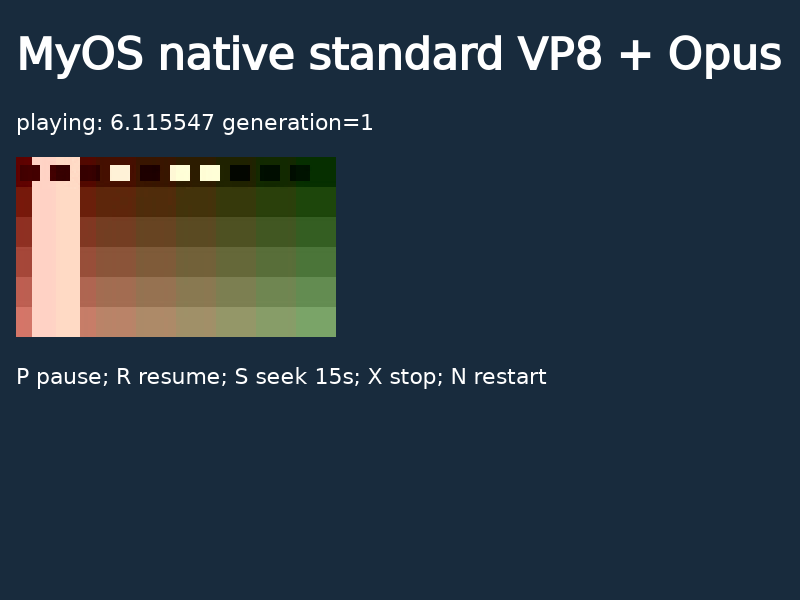 MyOS native standard VP8 + Opus
playing: 6.115547 generation=1
P pause; R resume; S seek 15s; X stop; N restart